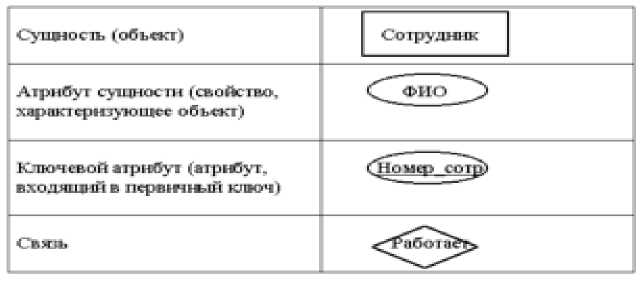 Сущность (объект)
Сотрудник
Атрибут сущности (свойство,
характеризующее объект)
ФИО
Ключевой атрибут (атрибут,
входящий в первичный ключ)
Номер_сотр
Связь
Работает